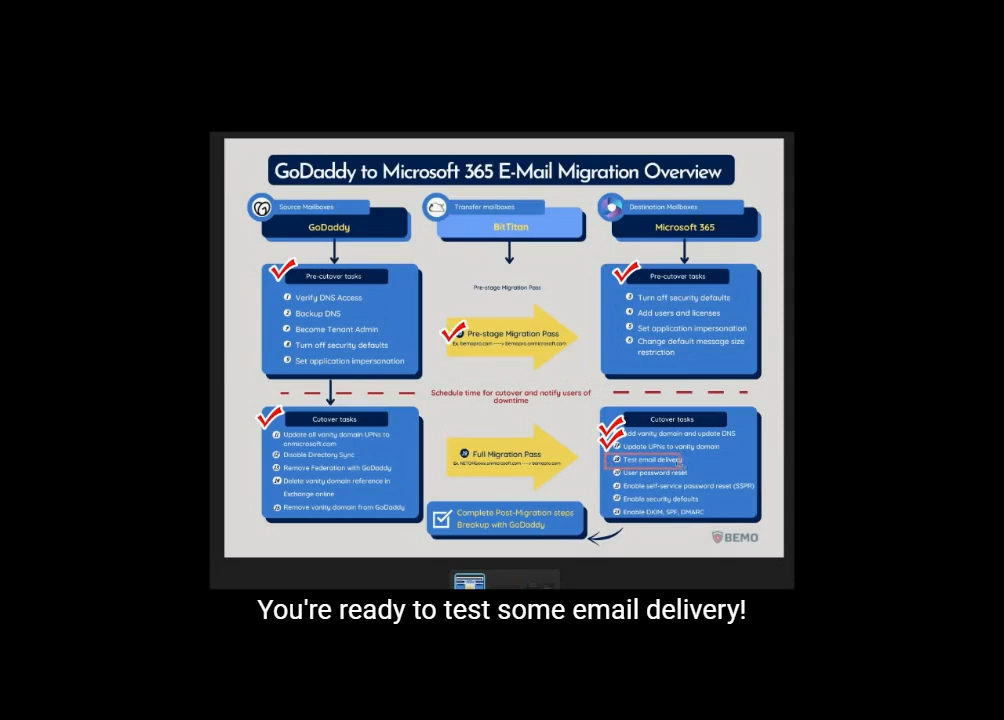 GoDaddy to Microsoft 365 E-Mail Migration Overview
Source Mailboxes
GoDaddy
Pre-cutover tasks
Verify DNS Access
Backup DNS
Become Tenant Admin
Turn off security defaults
Set application impersonation
Cutover tasks
Update all vanity domain UPNs to
onmicrosoft.com
Disable Directory Sync
Remove Federation with GoDaddy
Delete vanity domain reference in
Exchange online
Remove vanity domain from GoDaddy
Transfer mailboxes
BitTitan
Pre-stage Migration Pass
Pre-stage Migration Pass
Schedule time for cutover and notify users of
downtime
Full Migration Pass
Complete Post-Migration steps
Breakup with GoDaddy
Destination Mailboxes
Microsoft 365
Pre-cutover tasks
Turn off security defaults
Add users and licenses
Set application impersonation
Change default message size
restriction
Cutover tasks
vanity domain and update DNS
Update UPNs to vanity domain
Test email delivery
User password reset
Enable self-service password reset (SSPR)
Enable security defaults
Enable DKIM, SPF, DMARC
BEMO
You're ready to test some email delivery!